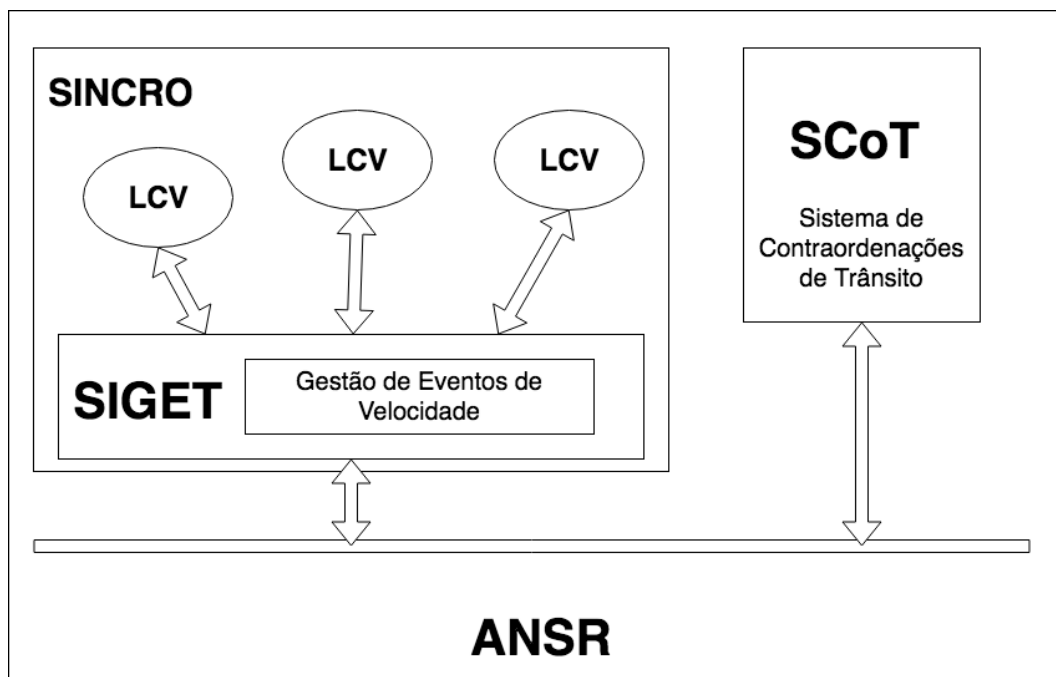 SINCRO
LCV
LCV
LCV
SIGET
Gestão de Eventos de
Velocidade
SCoT
Sistema de
Contraordenações
de Trânsito
ANSR